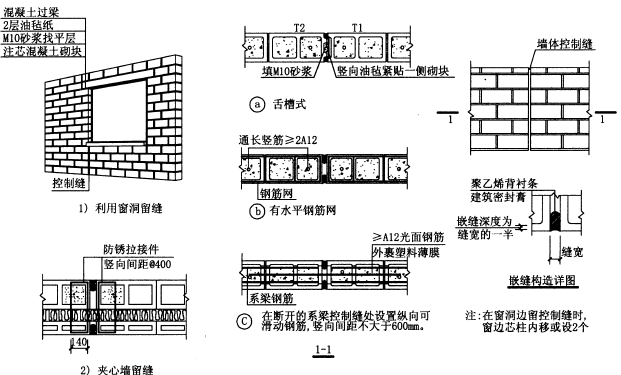 混凝土过梁
2层油毡纸
M10砂浆找平层
注芯混凝土砌块
控制缝
1) 利用窗洞留缝
防锈拉接件
竖向间距@400
140
2) 夹心墙留缝
T2 T1
填M10砂浆 竖向油毡紧贴一侧砌块
a 舌槽式
通长竖筋≥2A12
钢筋网
b 有水平钢筋网
≥A12光面钢筋
外裹塑料薄膜
系梁钢筋
C 在断开的系梁控制缝处设置纵向可
滑动钢筋,竖向间距不大于600mm。
1-1
墙体控制缝
1 1
聚乙烯背衬条
建筑密封膏
嵌缝深度为
缝宽的一半
缝宽
嵌缝构造详图
注:在窗洞边留控制缝时,
窗边芯柱内移或设2个